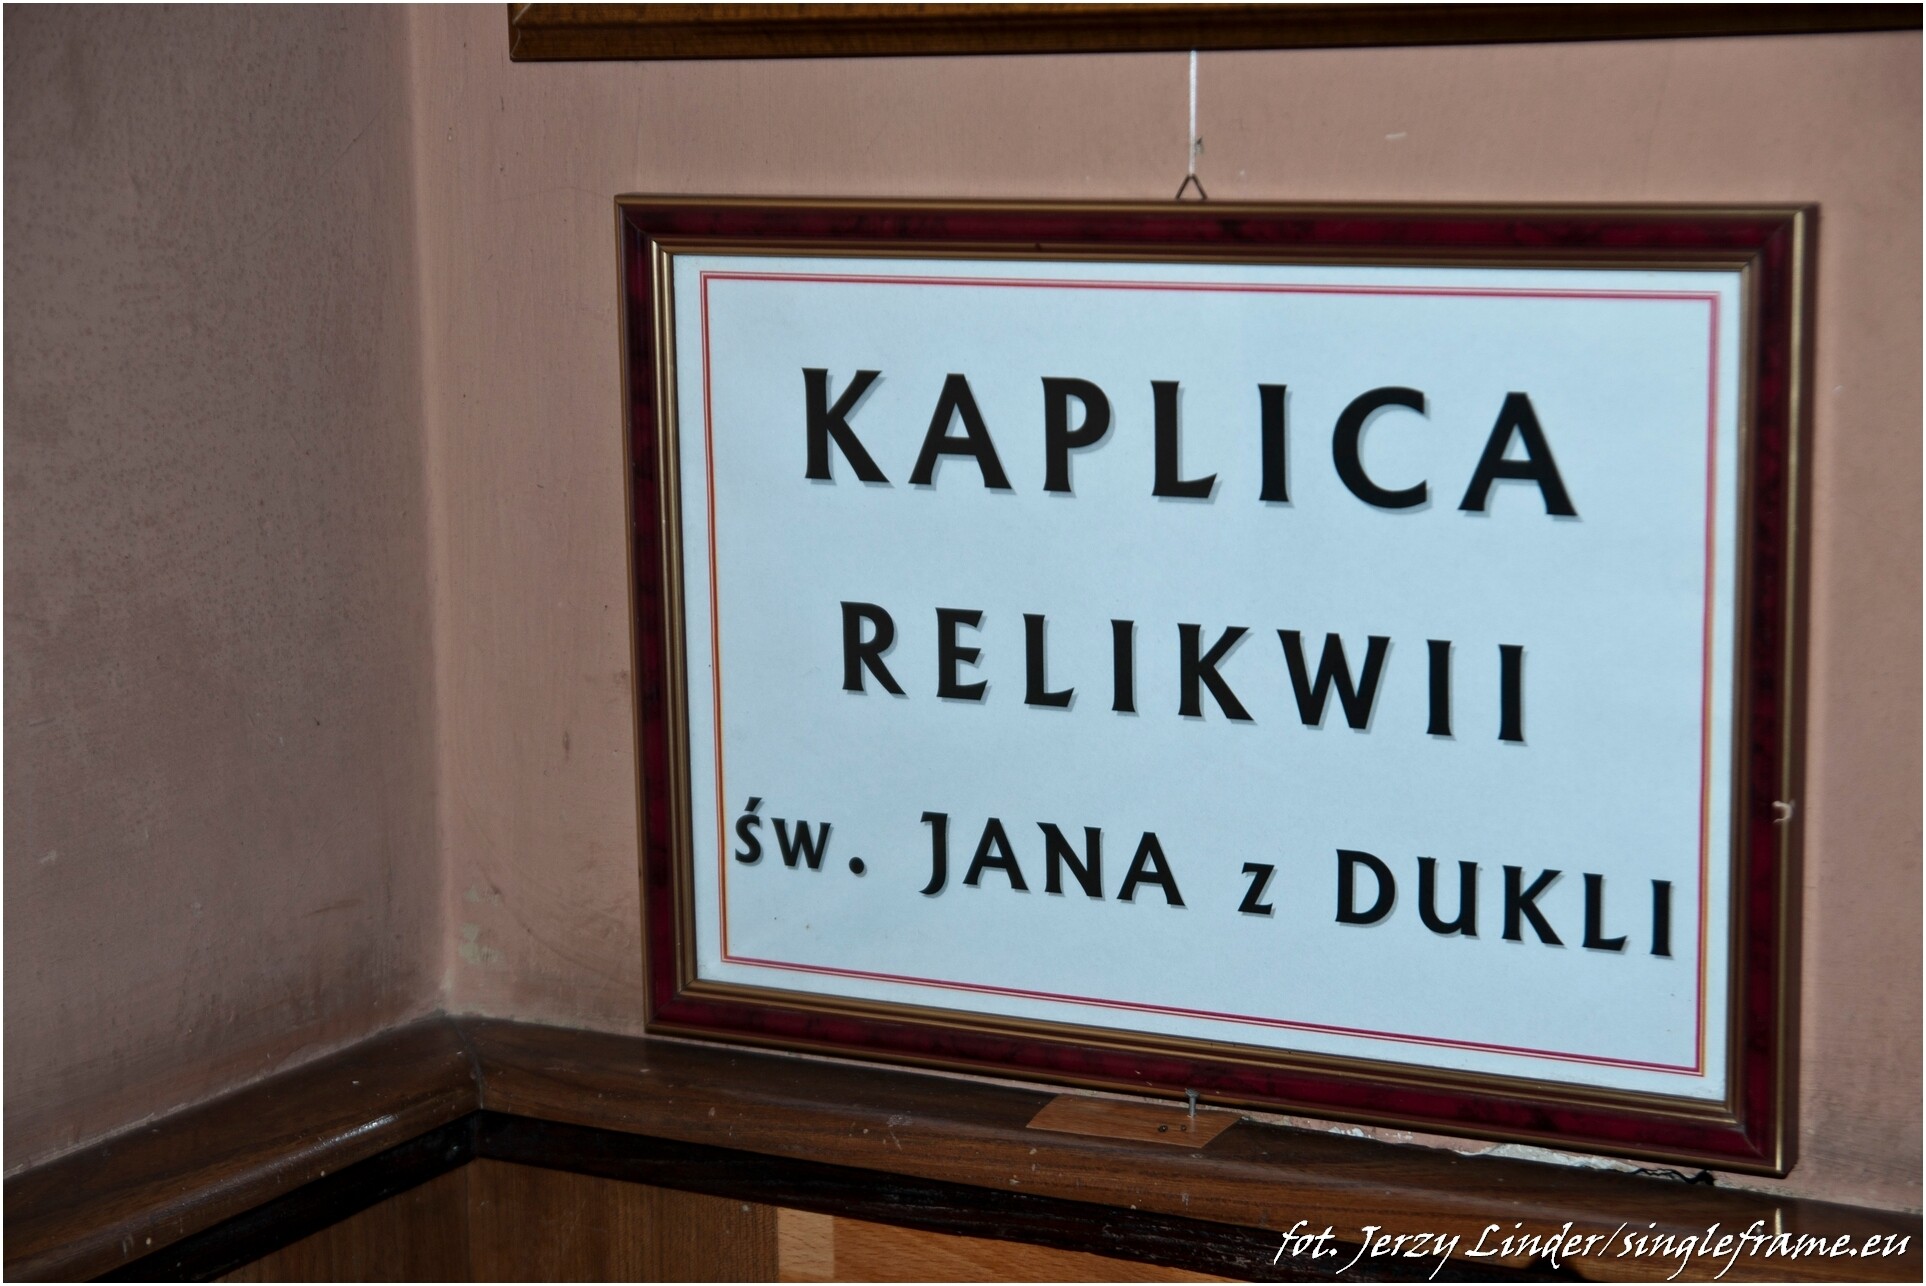 KAPLICA
RELIKWII
ŚW. JANA z DUKLI
fot. Jerzy Linder/singleframe.eu